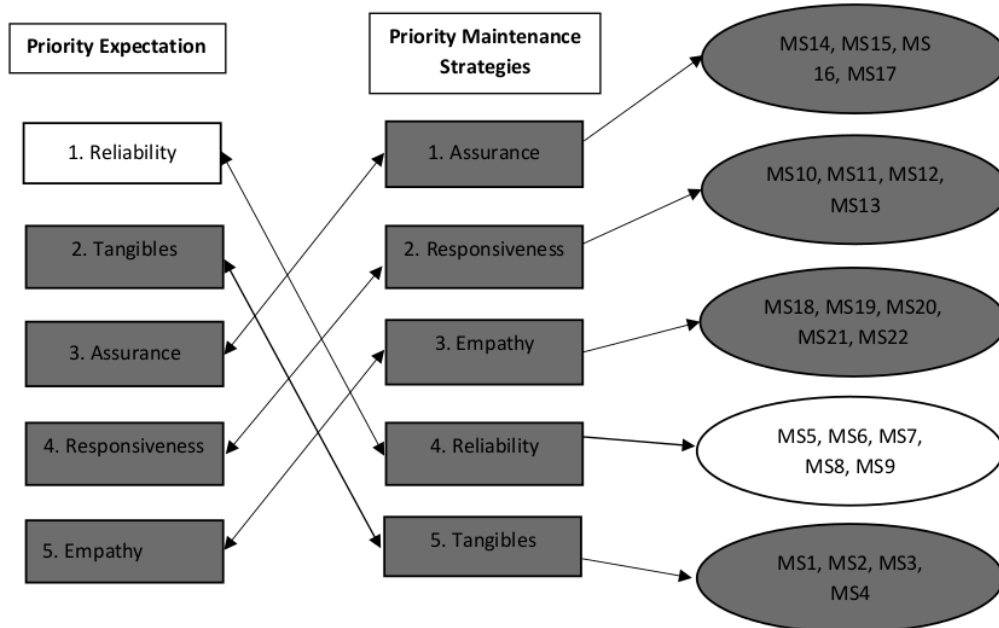 Priority Expectation
1. Reliability
2. Tangibles
3. Assurance
4. Responsiveness
5. Empathy
Priority Maintenance
Strategies
1. Assurance
2. Responsiveness
3. Empathy
4. Reliability
5. Tangibles
MS14, MS15, MS
16, MS17
MS10, MS11, MS12,
MS13
MS18, MS19, MS20,
MS21, MS22
MS5, MS6, MS7,
MS8, MS9
MS1, MS2, MS3,
MS4